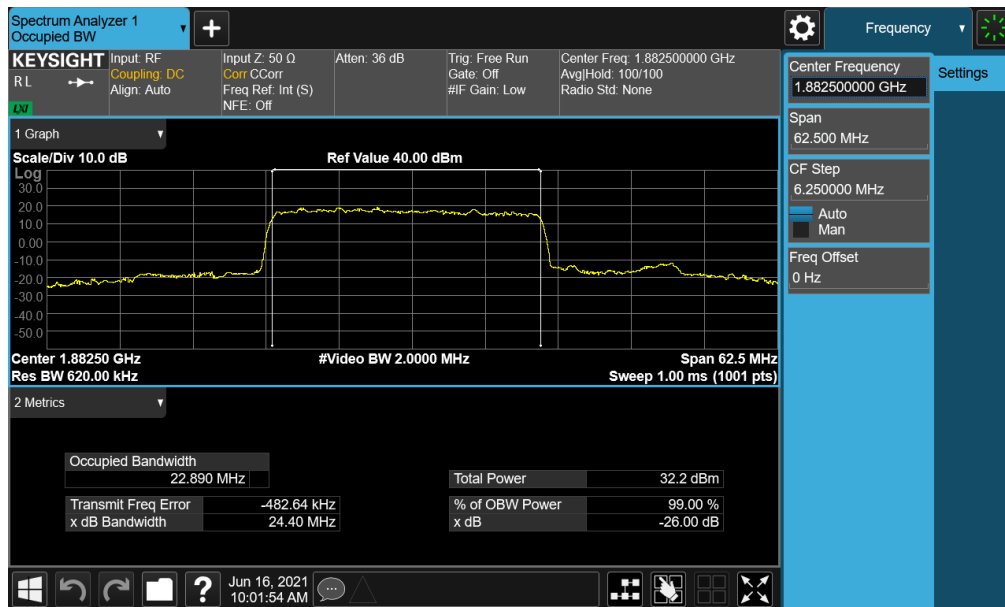 Spectrum Analyzer 1
Occupied BW
+
Frequency
KEYSIGHT
R L
LXI
Input: RF
Coupling: DC
Align: Auto
Input Z: 50 Ω
Corr CCorr
Freq Ref: Int (S)
NFE: Off
Atten: 36 dB
Trig: Free Run
Gate: Off
#IF Gain: Low
Center Freq: 1.882500000 GHz
Avg|Hold: 100/100
Radio Std: None
Center Frequency
1.882500000 GHz
Settings
Span
62.500 MHz
CF Step
6.250000 MHz
Auto
Man
Freq Offset
0 Hz
1 Graph
Scale/Div 10.0 dB
Ref Value 40.00 dBm
Log
30.0
20.0
10.0
0.00
-10.0
-20.0
-30.0
-40.0
-50.0
Center 1.88250 GHz
#Video BW 2.0000 MHz
Span 62.5 MHz
Res BW 620.00 kHz
Sweep 1.00 ms (1001 pts)
2 Metrics
Occupied Bandwidth
22.890 MHz
Total Power 32.2 dBm
Transmit Freq Error -482.64 kHz
% of OBW Power 99.00 %
x dB Bandwidth 24.40 MHz
x dB -26.00 dB
?
Jun 16, 2021
10:01:54 AM